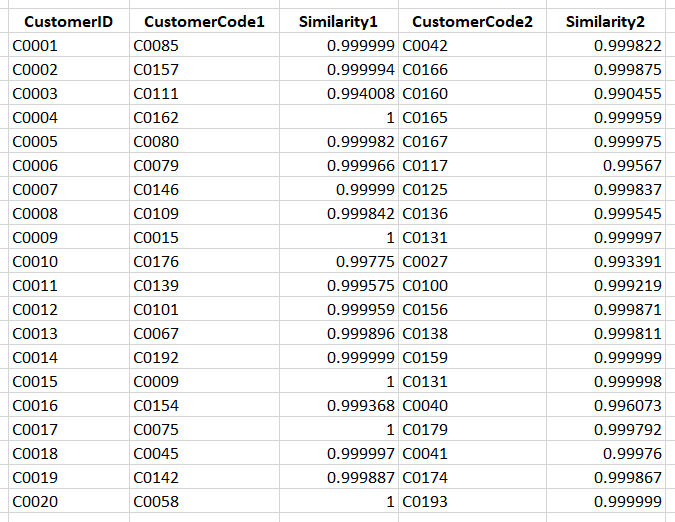 CustomerID CustomerCode1 Similarity1 CustomerCode2 Similarity2
C0001 C0085 0.999999 C0042 0.999822
C0002 C0157 0.999994 C0166 0.999875
C0003 C0111 0.994008 C0160 0.990455
C0004 C0162 1 C0165 0.999959
C0005 C0080 0.999982 C0167 0.999975
C0006 C0079 0.999966 C0117 0.99567
C0007 C0146 0.99999 C0125 0.999837
C0008 C0109 0.999842 C0136 0.999545
C0009 C0015 1 C0131 0.999997
C0010 C0176 0.99775 C0027 0.993391
C0011 C0139 0.999575 C0100 0.999219
C0012 C0101 0.999959 C0156 0.999871
C0013 C0067 0.999896 C0138 0.999811
C0014 C0192 0.999999 C0159 0.999999
C0015 C0009 1 C0131 0.999998
C0016 C0154 0.999368 C0040 0.996073
C0017 C0075 1 C0179 0.999792
C0018 C0045 0.999997 C0041 0.99976
C0019 C0142 0.999887 C0174 0.999867
C0020 C0058 1 C0193 0.999999